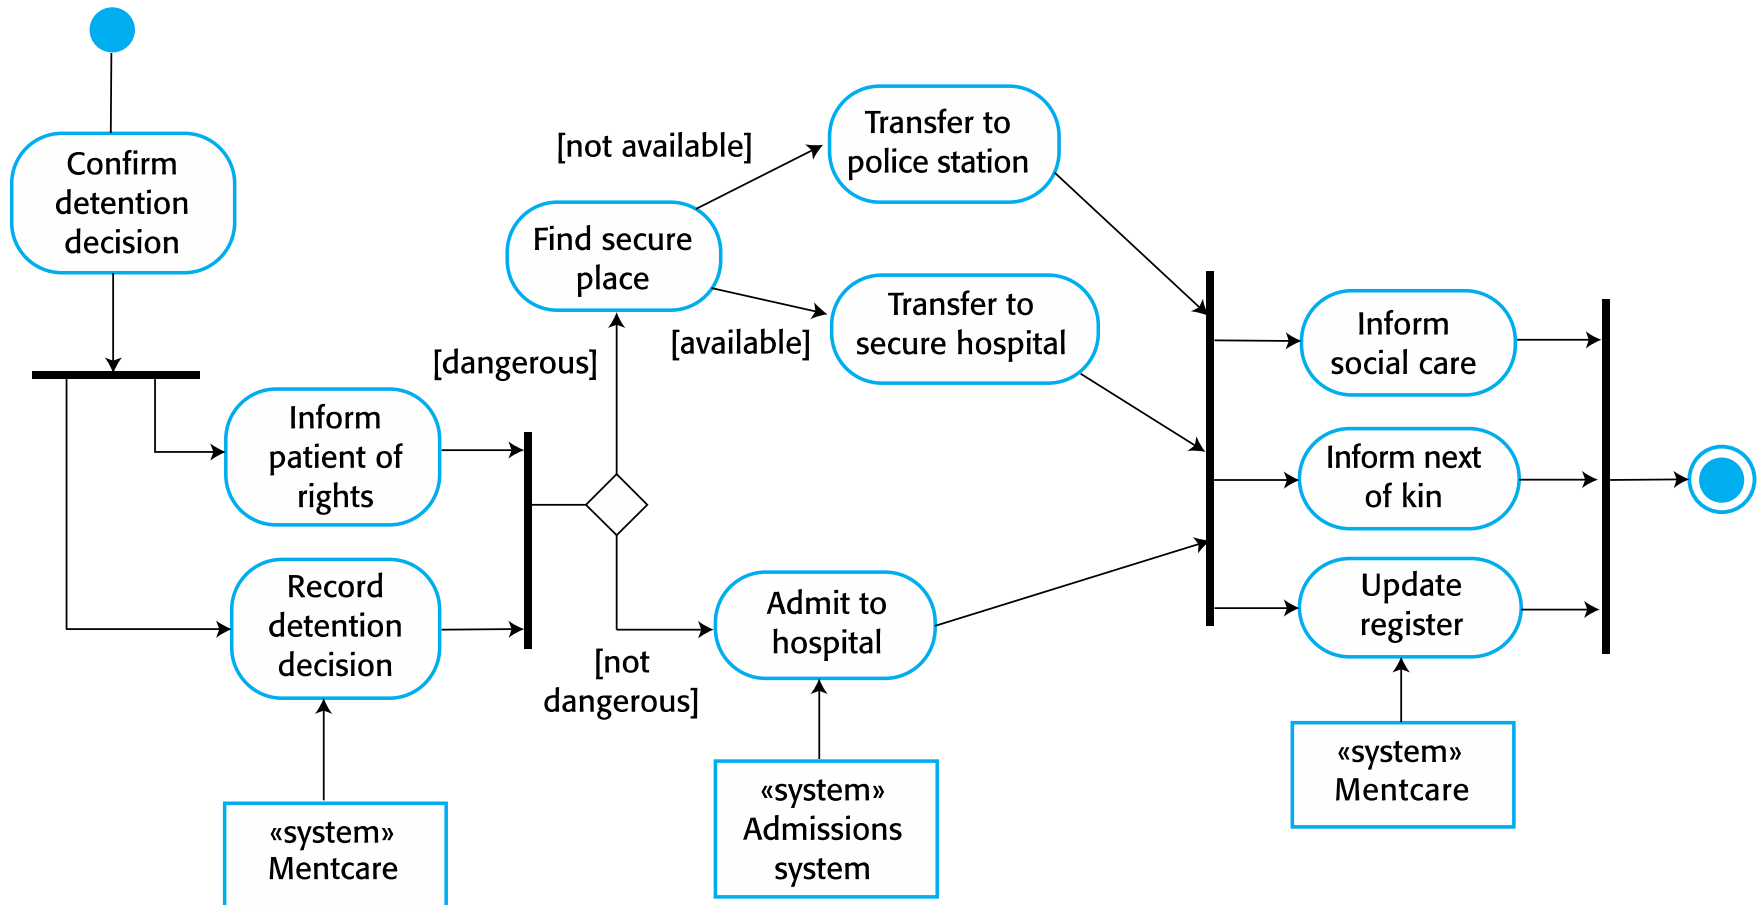 Confirm
detention
decision
Inform
patient of
rights
Record
detention
decision
«system»
Mentcare
[dangerous]
[not
dangerous]
Find secure
place
[not available]
[available]
Transfer to
police station
Transfer to
secure hospital
Admit to
hospital
«system»
Admissions
system
Inform
social care
Inform next
of kin
Update
register
«system»
Mentcare